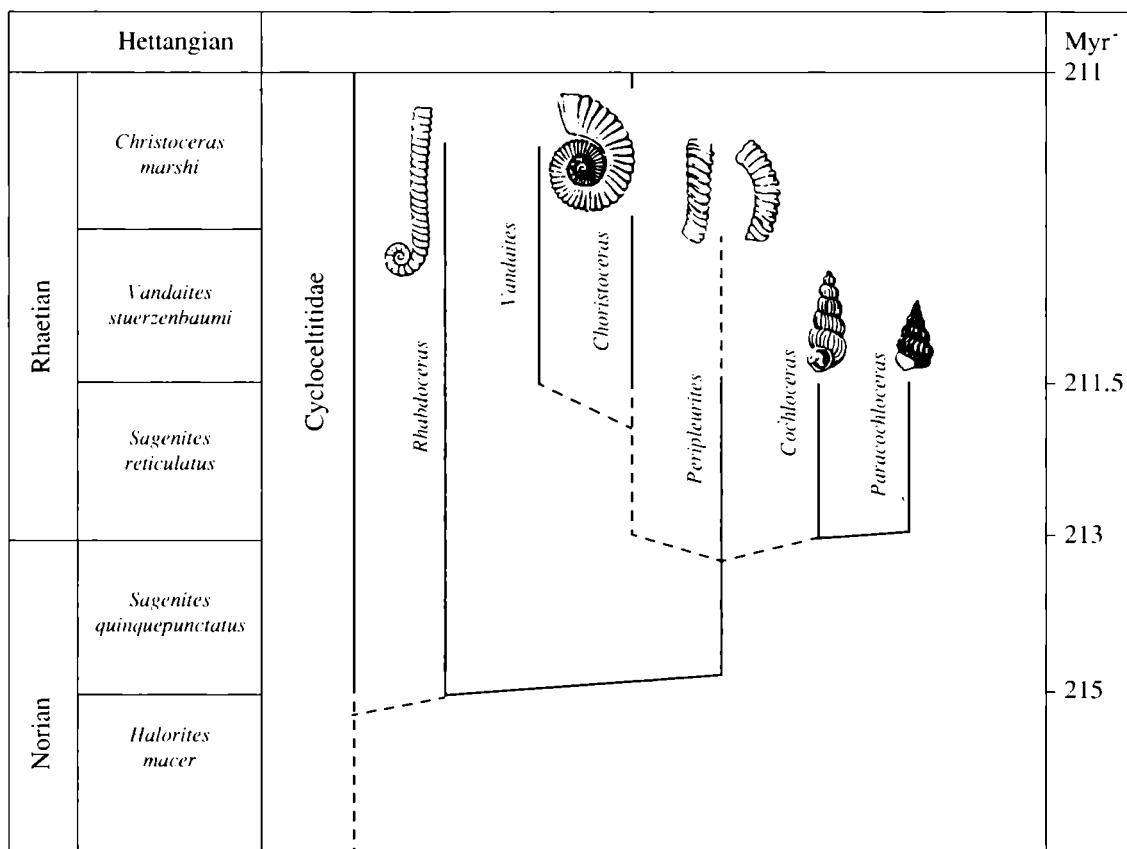 Hettangian
Myr
211
Rhaetian
Christoceras
marshi
Vandaites
stuerzenbaumi
211.5
Sagenites
reticulatus
213
Norian
Sagenites
quinquepunctatus
215
Halorites
macer
Cycloceltitidae
Rhabdoceras
Vandaites
Choristoceras
Peripleurites
Cochloceras
Paracochloceras